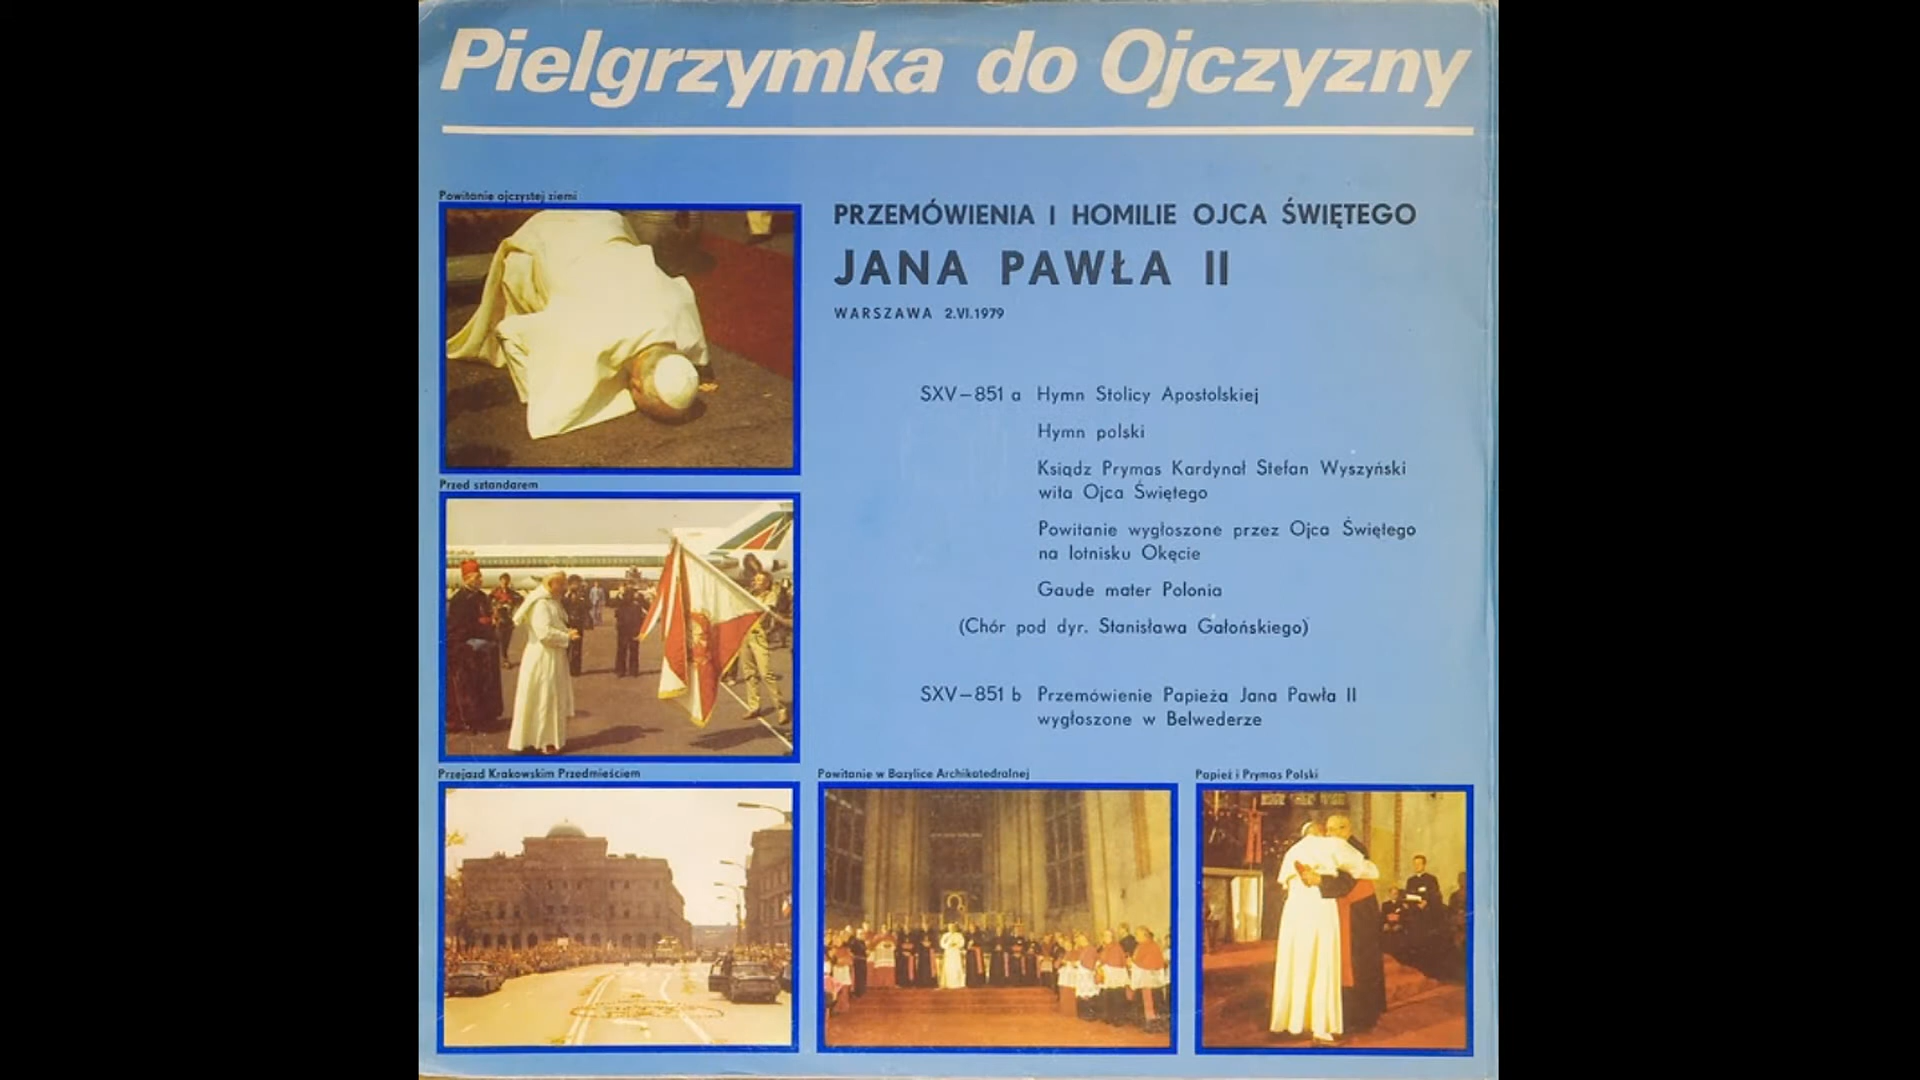 Pielgrzymka do Ojczyzny
Powitanie ojczystej ziemi
PRZEMÓWIENIA I HOMILIE OJCA ŚWIĘTEGO
JANA PAWŁA II
WARSZAWA 2.VI.1979
SXV–851 a Hymn Stolicy Apostolskiej
Hymn polski
Ksiądz Prymas Kardynał Stefan Wyszyński
wita Ojca Świętego
Powitanie wygłoszone przez Ojca Świętego
na lotnisku Okęcie
Gaude mater Polonia
(Chór pod dyr. Stanisława Gałońskiego)
SXV–851 b Przemówienie Papieża Jana Pawła II
wygłoszone w Belwederze
Przed sztandarem
Przejazd Krakowskim Przedmieściem
Powitanie w Bazylice Archikatedralnej
Papież i Prymas Polski